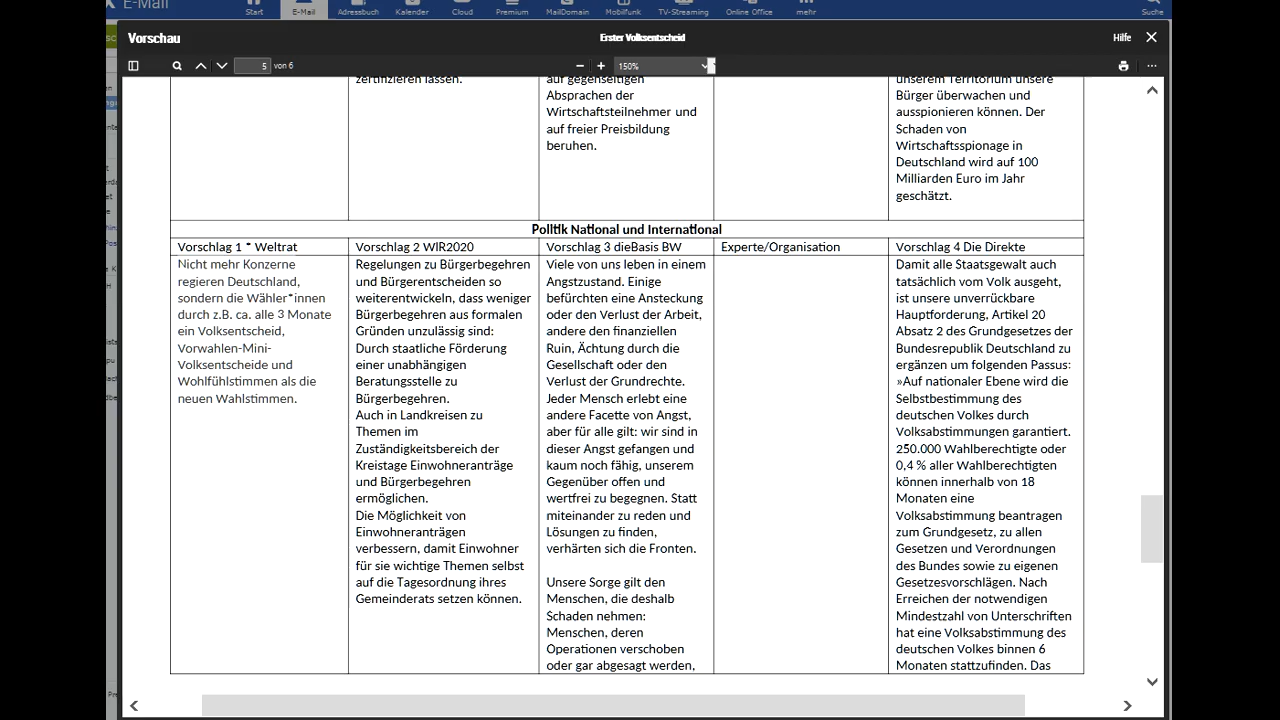 E-Mail
Start
E-Mail
Adressbuch
Kalender
Cloud
Premium
MailDomain
Mobilfunk
TV-Streaming
Online Office
mehr
Suche
Vorschau
Erster Volksentscheid
Hilfe
5 von 6
150%
zertifizieren lassen.
auf gegenseitigen
Absprachen der
Wirtschaftsteilnehmer und
auf freier Preisbildung
beruhen.
unserem Territorium unsere
Bürger überwachen und
ausspionieren können. Der
Schaden von
Wirtschaftsspionage in
Deutschland wird auf 100
Milliarden Euro im Jahr
geschätzt.
Politik National und International
Vorschlag 1 * Weltrat
Vorschlag 2 WIR2020
Vorschlag 3 dieBasis BW
Experte/Organisation
Vorschlag 4 Die Direkte
Nicht mehr Konzerne
regieren Deutschland,
sondern die Wähler*innen
durch z.B. ca. alle 3 Monate
ein Volksentscheid,
Vorwahlen-Mini-
Volksentscheide und
Wohlfühlstimmen als die
neuen Wahlstimmen.
Regelungen zu Bürgerbegehren
und Bürgerentscheiden so
weiterentwickeln, dass weniger
Bürgerbegehren aus formalen
Gründen unzulässig sind:
Durch staatliche Förderung
einer unabhängigen
Beratungsstelle zu
Bürgerbegehren.
Auch in Landkreisen zu
Themen im
Zuständigkeitsbereich der
Kreistage Einwohneranträge
und Bürgerbegehren
ermöglichen.
Die Möglichkeit von
Einwohneranträgen
verbessern, damit Einwohner
für sie wichtige Themen selbst
auf die Tagesordnung ihres
Gemeinderats setzen können.
Viele von uns leben in einem
Angstzustand. Einige
befürchten eine Ansteckung
oder den Verlust der Arbeit,
andere den finanziellen
Ruin, Ächtung durch die
Gesellschaft oder den
Verlust der Grundrechte.
Jeder Mensch erlebt eine
andere Facette von Angst,
aber für alle gilt: wir sind in
dieser Angst gefangen und
kaum noch fähig, unserem
Gegenüber offen und
wertfrei zu begegnen. Statt
miteinander zu reden und
Lösungen zu finden,
verhärten sich die Fronten.
Unsere Sorge gilt den
Menschen, die deshalb
Schaden nehmen:
Menschen, deren
Operationen verschoben
oder gar abgesagt werden,
Damit alle Staatsgewalt auch
tatsächlich vom Volk ausgeht,
ist unsere unverrückbare
Hauptforderung, Artikel 20
Absatz 2 des Grundgesetzes der
Bundesrepublik Deutschland zu
ergänzen um folgenden Passus:
»Auf nationaler Ebene wird die
Selbstbestimmung des
deutschen Volkes durch
Volksabstimmungen garantiert.
250.000 Wahlberechtigte oder
0,4 % aller Wahlberechtigten
können innerhalb von 18
Monaten eine
Volksabstimmung beantragen
zum Grundgesetz, zu allen
Gesetzen und Verordnungen
des Bundes sowie zu eigenen
Gesetzesvorschlägen. Nach
Erreichen der notwendigen
Mindestzahl von Unterschriften
hat eine Volksabstimmung des
deutschen Volkes binnen 6
Monaten stattzufinden. Das